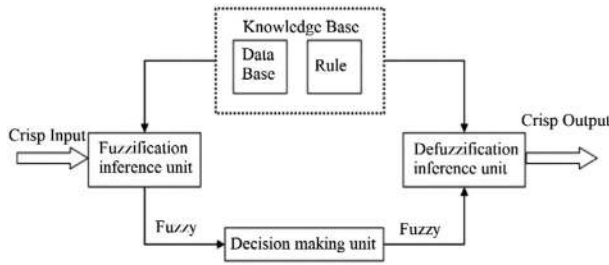 Knowledge Base
Data
Base
Rule
Crisp Input
Fuzzification
inference unit
Defuzzification
inference unit
Crisp Output
Fuzzy
Decision making unit
Fuzzy